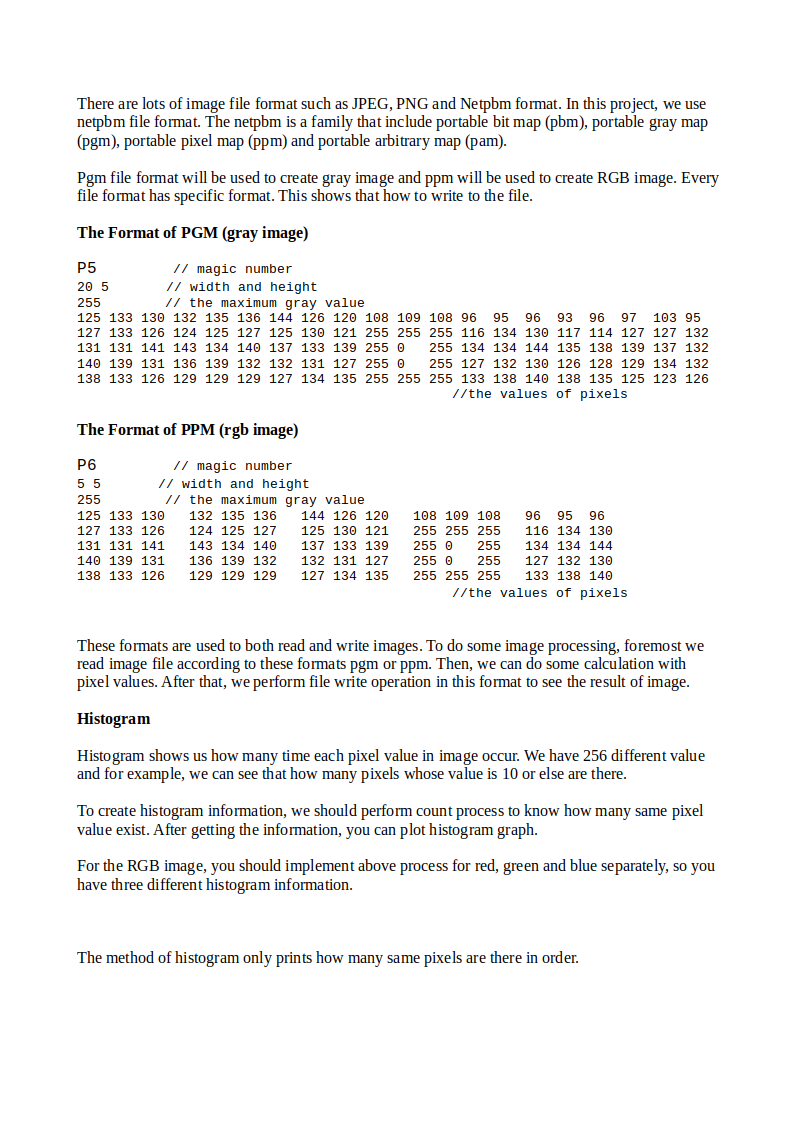 There are lots of image file format such as JPEG, PNG and Netpbm format. In this project, we use
netpbm file format. The netpbm is a family that include portable bit map (pbm), portable gray map
(pgm), portable pixel map (ppm) and portable arbitrary map (pam).
Pgm file format will be used to create gray image and ppm will be used to create RGB image. Every
file format has specific format. This shows that how to write to the file.
The Format of PGM (gray image)
P5 // magic number
20 5 // width and height
255 // the maximum gray value
125 133 130 132 135 136 144 126 120 108 109 108 96 95 96 93 96 97 103 95
127 133 126 124 125 127 125 130 121 255 255 255 116 134 130 117 114 127 127 132
131 131 141 143 134 140 137 133 139 255 0 255 134 134 144 135 138 139 137 132
140 139 131 136 139 132 132 131 127 255 0 255 127 132 130 126 128 129 134 132
138 133 126 129 129 129 127 134 135 255 255 255 133 138 140 138 135 125 123 126
//the values of pixels
The Format of PPM (rgb image)
P6 // magic number
5 5 // width and height
255 // the maximum gray value
125 133 130 132 135 136 144 126 120 108 109 108 96 95 96
127 133 126 124 125 127 125 130 121 255 255 255 116 134 130
131 131 141 143 134 140 137 133 139 255 0 255 134 134 144
140 139 131 136 139 132 132 131 127 255 0 255 127 132 130
138 133 126 129 129 129 127 134 135 255 255 255 133 138 140
//the values of pixels
These formats are used to both read and write images. To do some image processing, foremost we
read image file according to these formats pgm or ppm. Then, we can do some calculation with
pixel values. After that, we perform file write operation in this format to see the result of image.
Histogram
Histogram shows us how many time each pixel value in image occur. We have 256 different value
and for example, we can see that how many pixels whose value is 10 or else are there.
To create histogram information, we should perform count process to know how many same pixel
value exist. After getting the information, you can plot histogram graph.
For the RGB image, you should implement above process for red, green and blue separately, so you
have three different histogram information.
The method of histogram only prints how many same pixels are there in order.